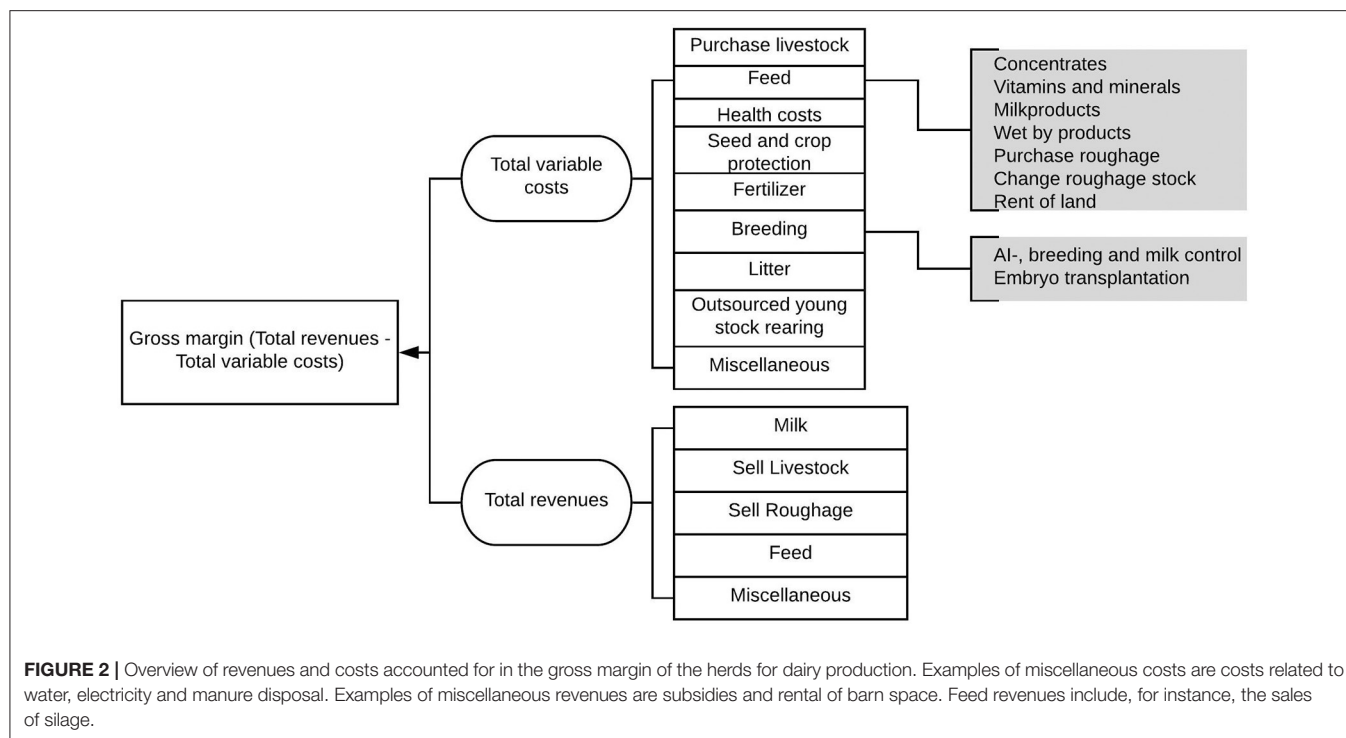 Purchase livestock
Feed
Health costs
Seed and crop
protection
Fertilizer
Breeding
Litter
Outsourced young
stock rearing
Miscellaneous
Concentrates
Vitamins and minerals
Milkproducts
Wet by products
Purchase roughage
Change roughage stock
Rent of land
AI-, breeding and milk control
Embryo transplantation
Total variable
costs
Gross margin (Total revenues -
Total variable costs)
Total revenues
Milk
Sell Livestock
Sell Roughage
Feed
Miscellaneous
FIGURE 2 | Overview of revenues and costs accounted for in the gross margin of the herds for dairy production. Examples of miscellaneous costs are costs related to
water, electricity and manure disposal. Examples of miscellaneous revenues are subsidies and rental of barn space. Feed revenues include, for instance, the sales
of silage.